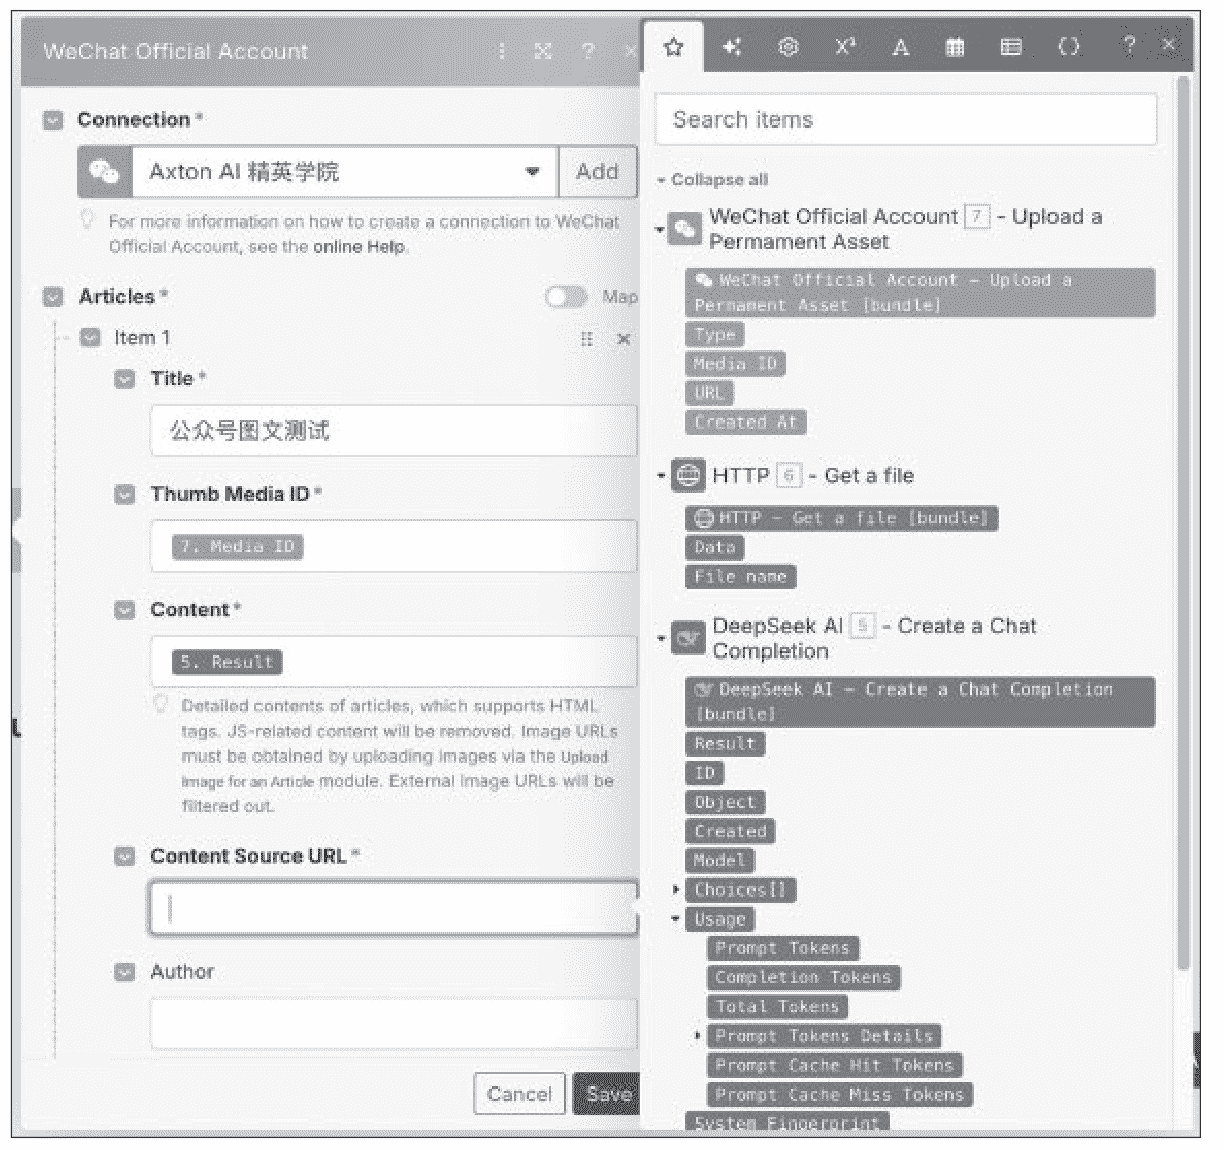 WeChat Official Account
Connection *
Axton AI 精英学院
Add
For more information on how to create a connection to WeChat
Official Account, see the online Help.
Articles *
Map
Item 1
Title *
公众号图文测试
Thumb Media ID *
7. Media ID
Content *
5. Result
Detailed contents of articles, which supports HTML
tags. JS-related content will be removed. Image URLs
must be obtained by uploading images via the Upload
Image for an Article module. External image URLs will be
filtered out.
Content Source URL *
Author
Cancel
Save
Search items
Collapse all
WeChat Official Account 7 - Upload a
Permament Asset
WeChat Official Account - Upload a
Permament Asset [bundle]
Type
Media ID
URL
Created At
HTTP 6 - Get a file
HTTP - Get a file [bundle]
Data
File name
DeepSeek AI 5 - Create a Chat
Completion
DeepSeek AI - Create a Chat Completion
[bundle]
Result
ID
Object
Created
Model
Choices[]
Usage
Prompt Tokens
Completion Tokens
Total Tokens
Prompt Tokens Details
Prompt Cache Hit Tokens
Prompt Cache Miss Tokens
System Fingerprint